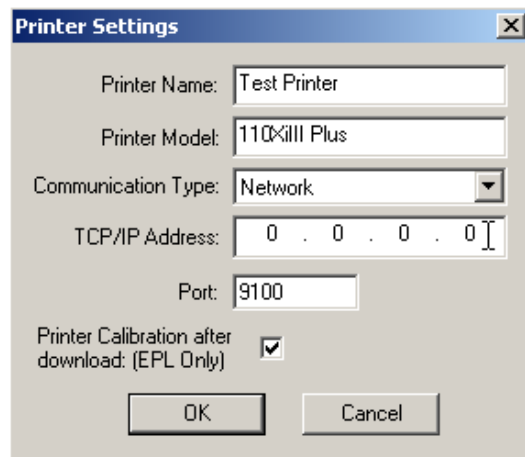 Printer Settings
Printer Name: Test Printer
Printer Model: 110XiIII Plus
Communication Type: Network
TCP/IP Address: 0 . 0 . 0 . 0
Port: 9100
Printer Calibration after
download: (EPL Only)
OK Cancel